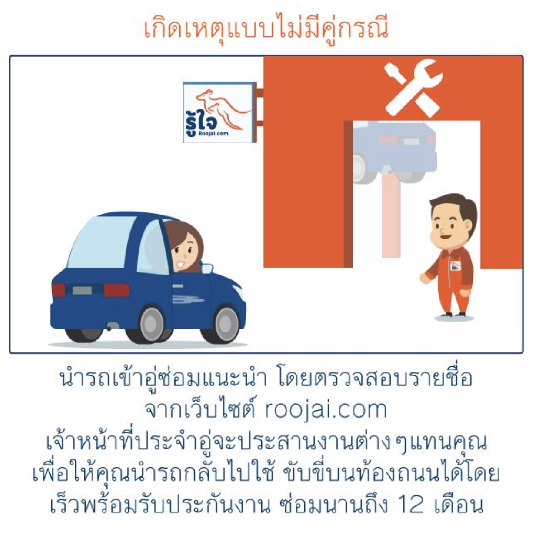 เกิดเหตุแบบไม่มีคู่กรณี
รู้ใจ
Roojai.com
นำรถเข้าอู่ซ่อมแนะนำ โดยตรวจสอบรายชื่อ
จากเว็บไซต์ roojai.com
เจ้าหน้าที่ประจำอู่จะประสานงานต่างๆแทนคุณ
เพื่อให้คุณนำรถกลับไปใช้ ขับขี่บนท้องถนนได้โดย
เร็วพร้อมรับประกันงาน ซ่อมนานถึง 12 เดือน